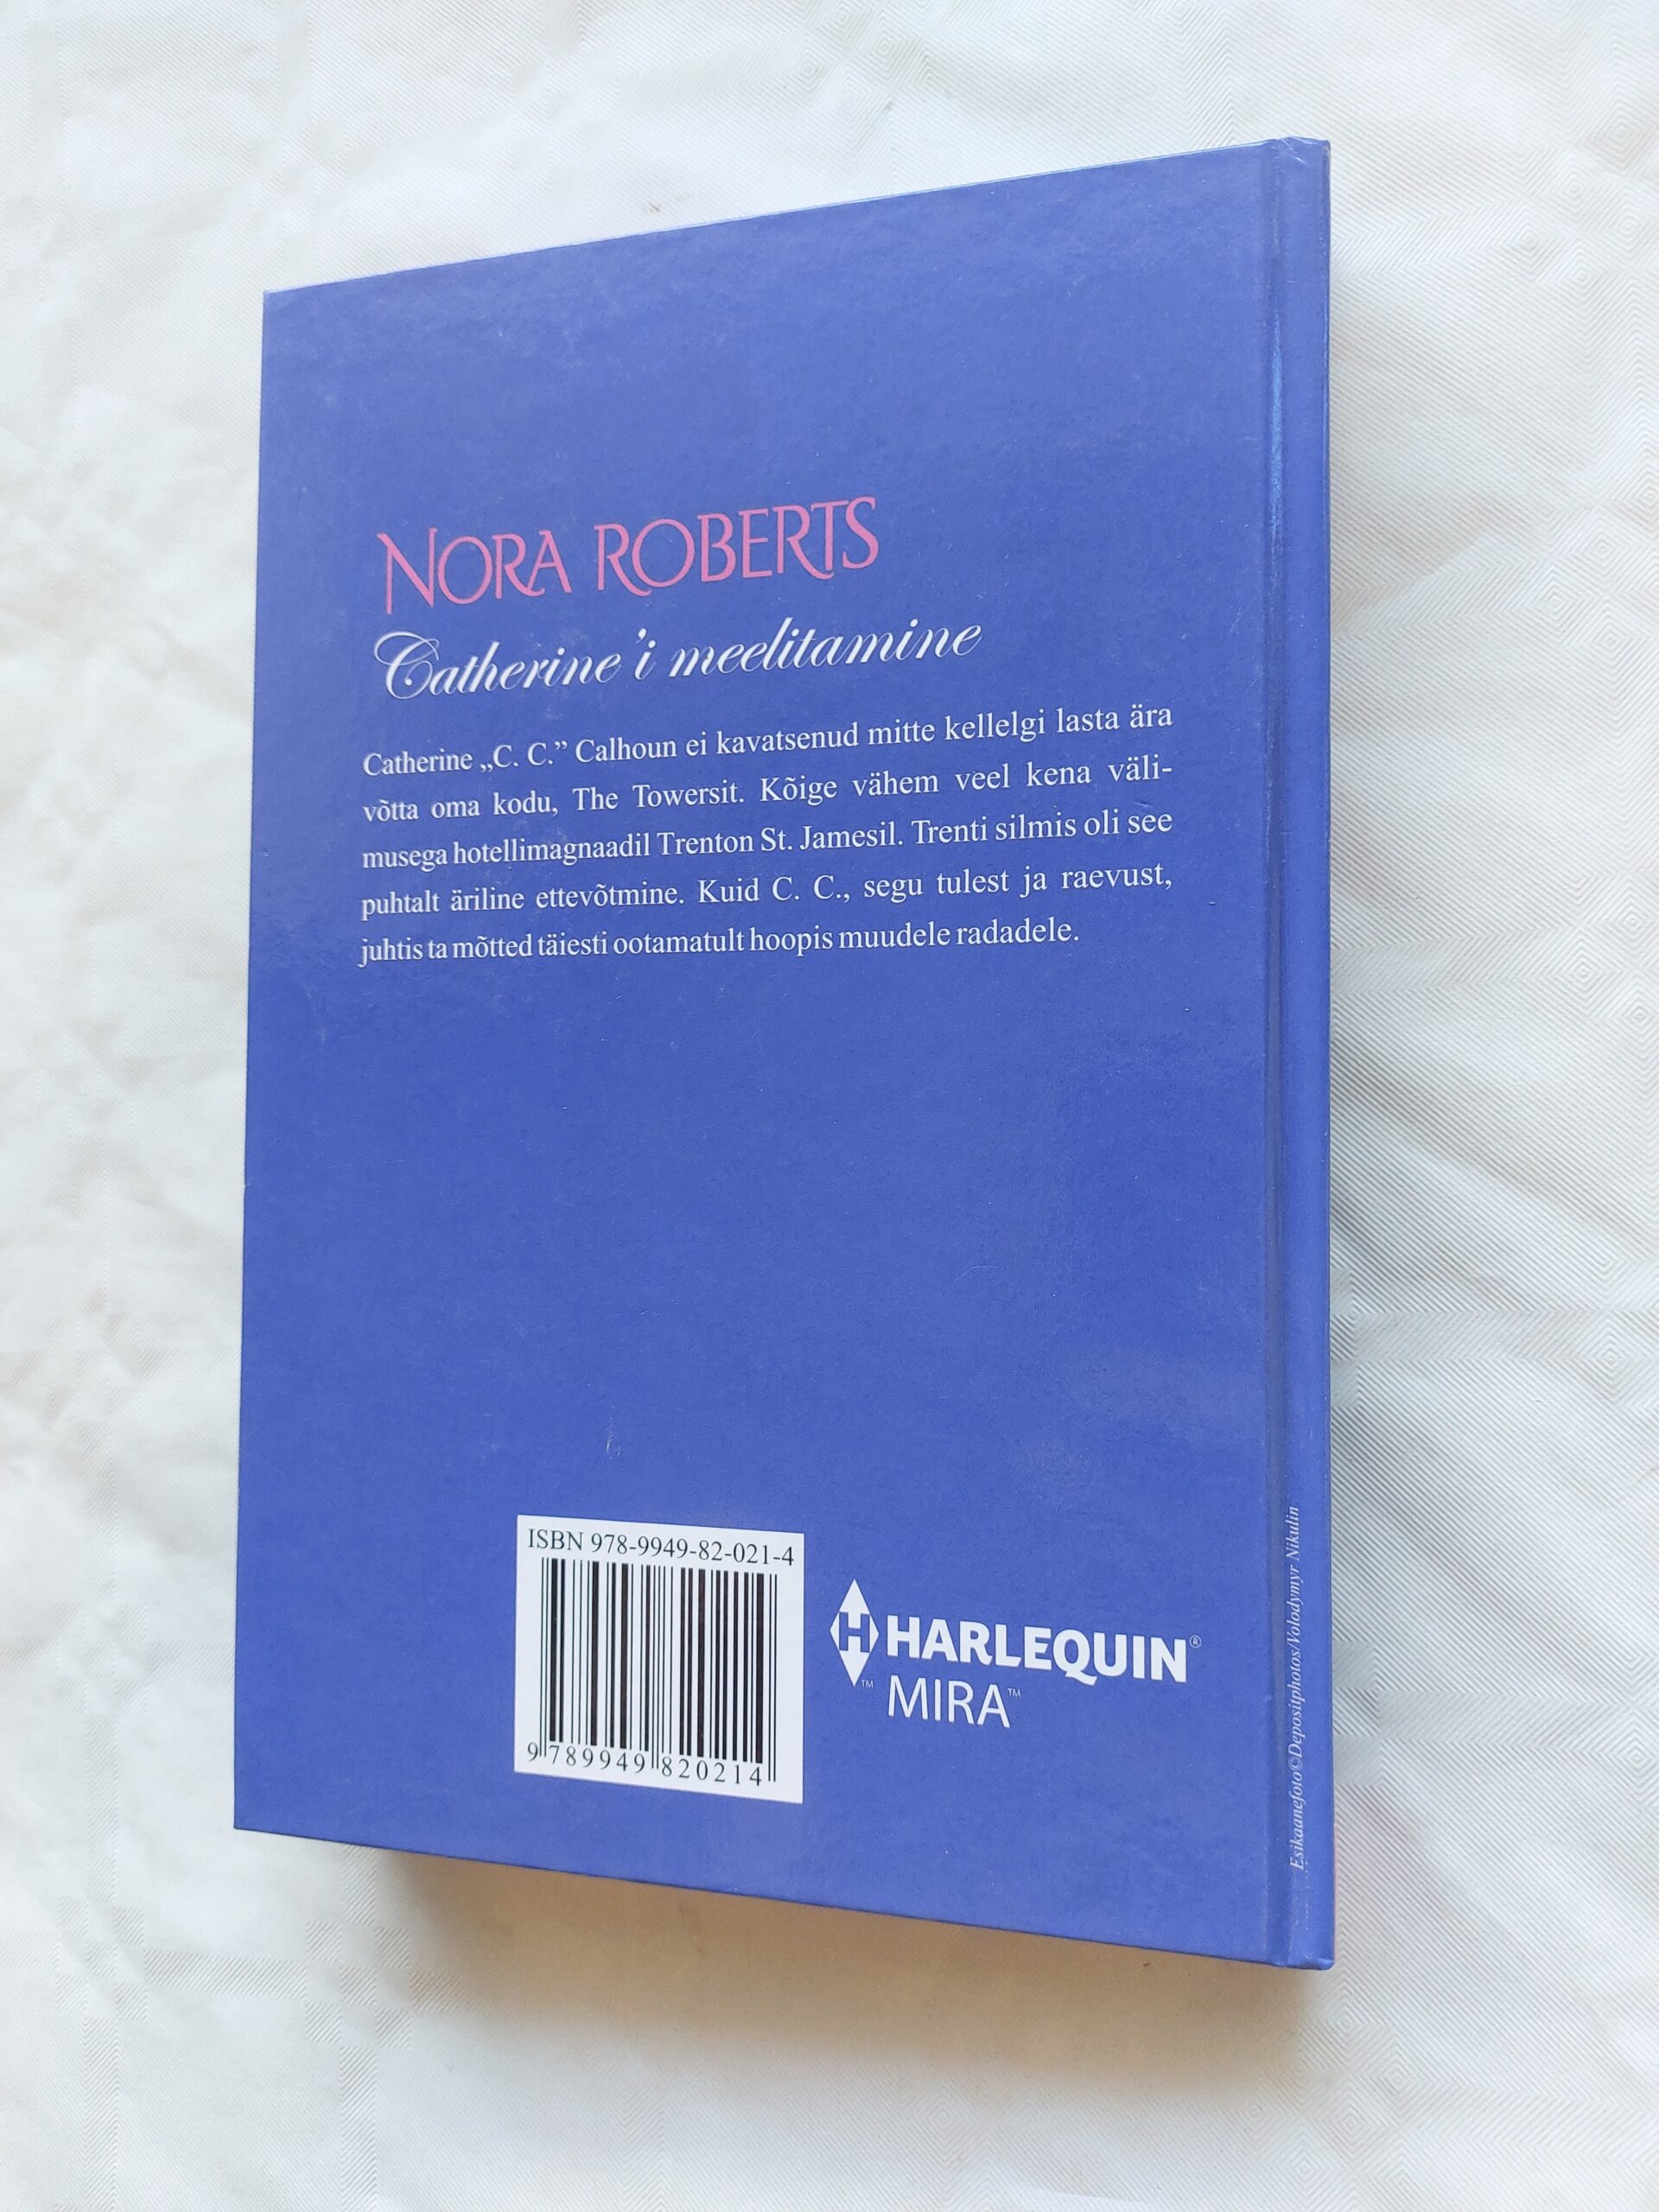 NORA ROBERTS
Catherine'i meelitamine
Catherine „C. C.” Calhoun ei kavatsenud mitte kellelgi lasta ära
võtta oma kodu, The Towersit. Kõige vähem veel kena väli-
musega hotellimagnaadil Trenton St. Jamesil. Trenti silmis oli see
puhtalt äriline ettevõtmine. Kuid C. C., segu tulest ja raevust,
juhtis ta mõtted täiesti ootamatult hoopis muudele radadele.
ISBN 978-9949-82-021-4
9 789949 820214
H HARLEQUIN®
™ MIRA™
Esikaanefoto©Depositphotos/Volodymyr Nikulin